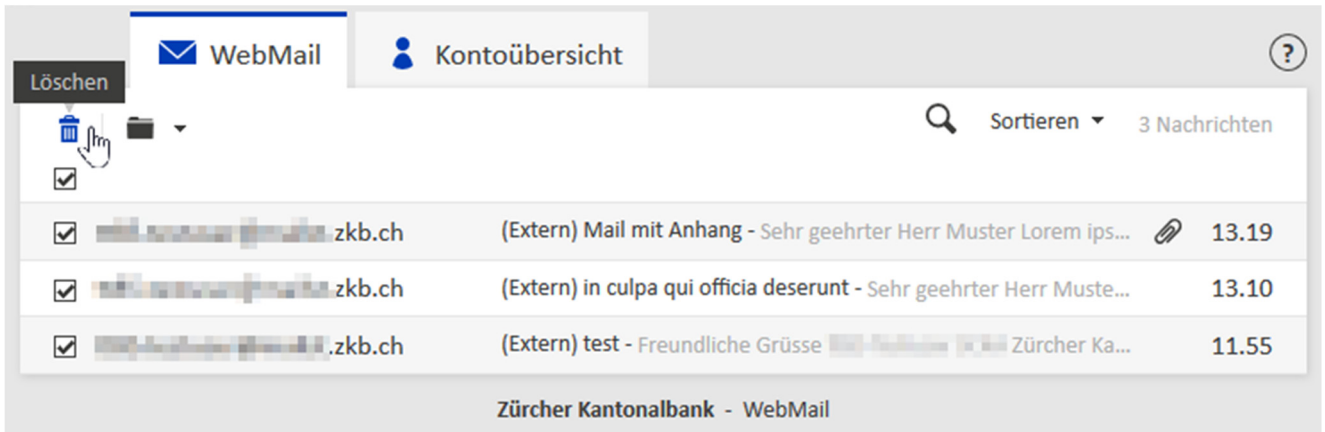 WebMail
Kontoübersicht
?
Löschen
Sortieren
3 Nachrichten
.zkb.ch (Extern) Mail mit Anhang - Sehr geehrter Herr Muster Lorem ips... 13.19
zkb.ch (Extern) in culpa qui officia deserunt - Sehr geehrter Herr Muste... 13.10
.zkb.ch (Extern) test - Freundliche Grüsse Zürcher Ka... 11.55
Zürcher Kantonalbank - WebMail